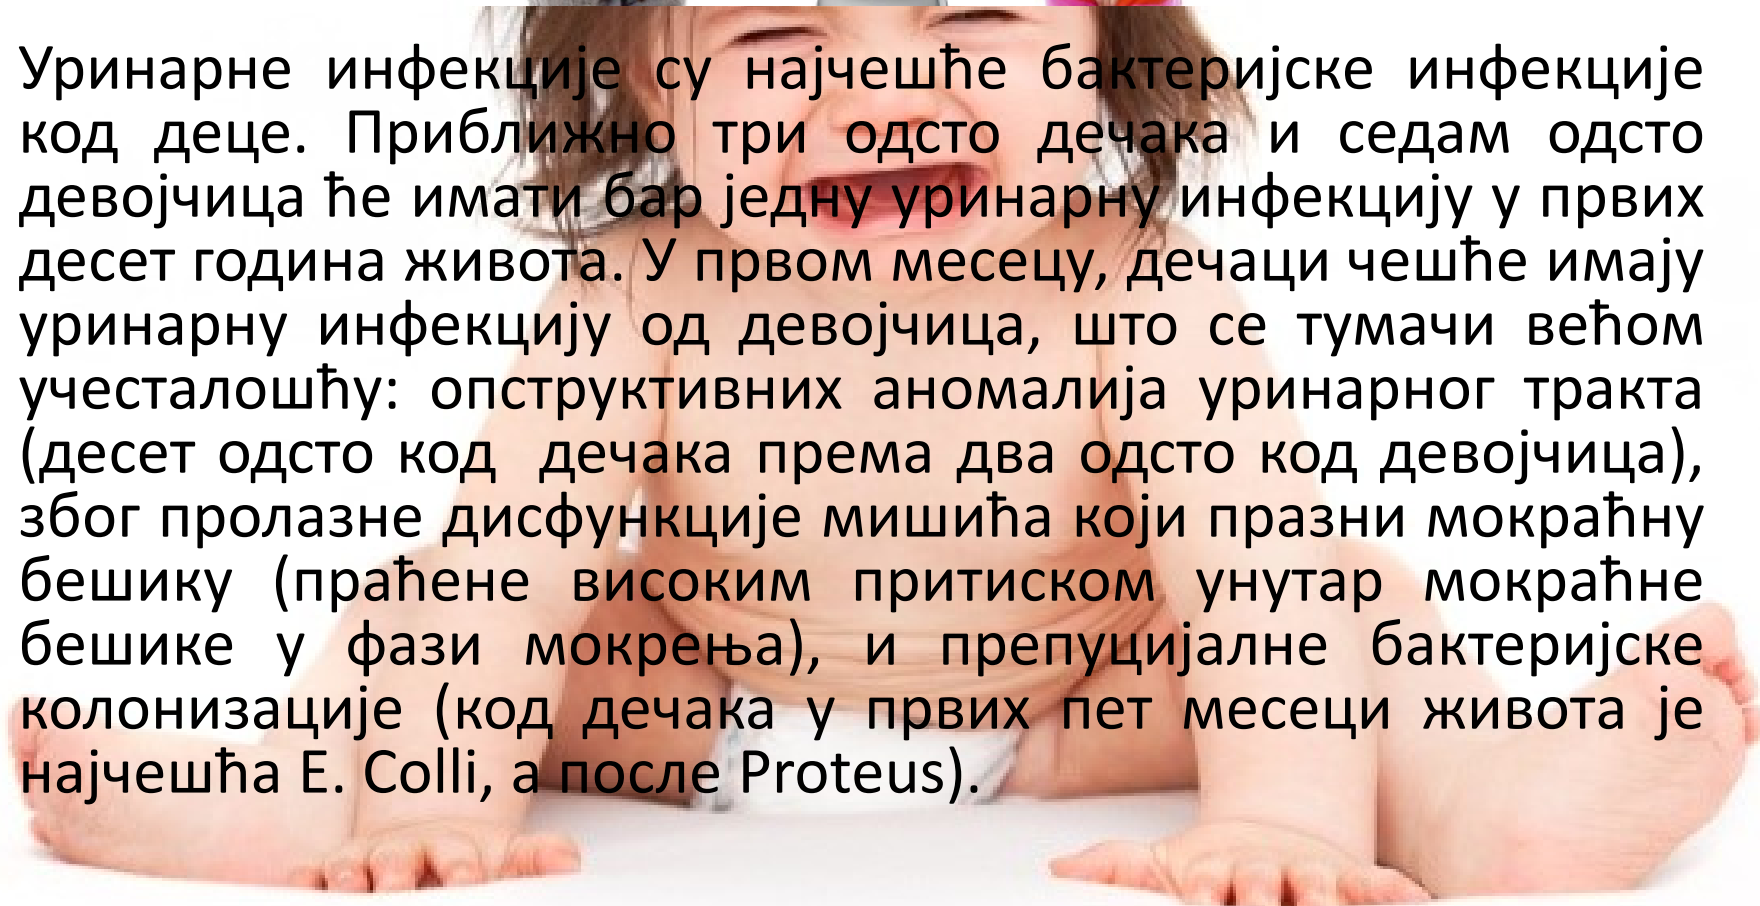 Уринарне инфекције су најчешће бактеријске инфекције
код деце. Приближно три одсто дечака и седам одсто
девојчица ће имати бар једну уринарну инфекцију у првих
десет година живота. У првом месецу, дечаци чешће имају
уринарну инфекцију од девојчица, што се тумачи већом
учесталошћу: опструктивних аномалија уринарног тракта
(десет одсто код дечака према два одсто код девојчица),
због пролазне дисфункције мишића који празни мокраћну
бешику (праћене високим притиском унутар мокраћне
бешике у фази мокрења), и препуцијалне бактеријске
колонизације (код дечака у првих пет месеци живота је
најчешћа E. Colli, а после Proteus).